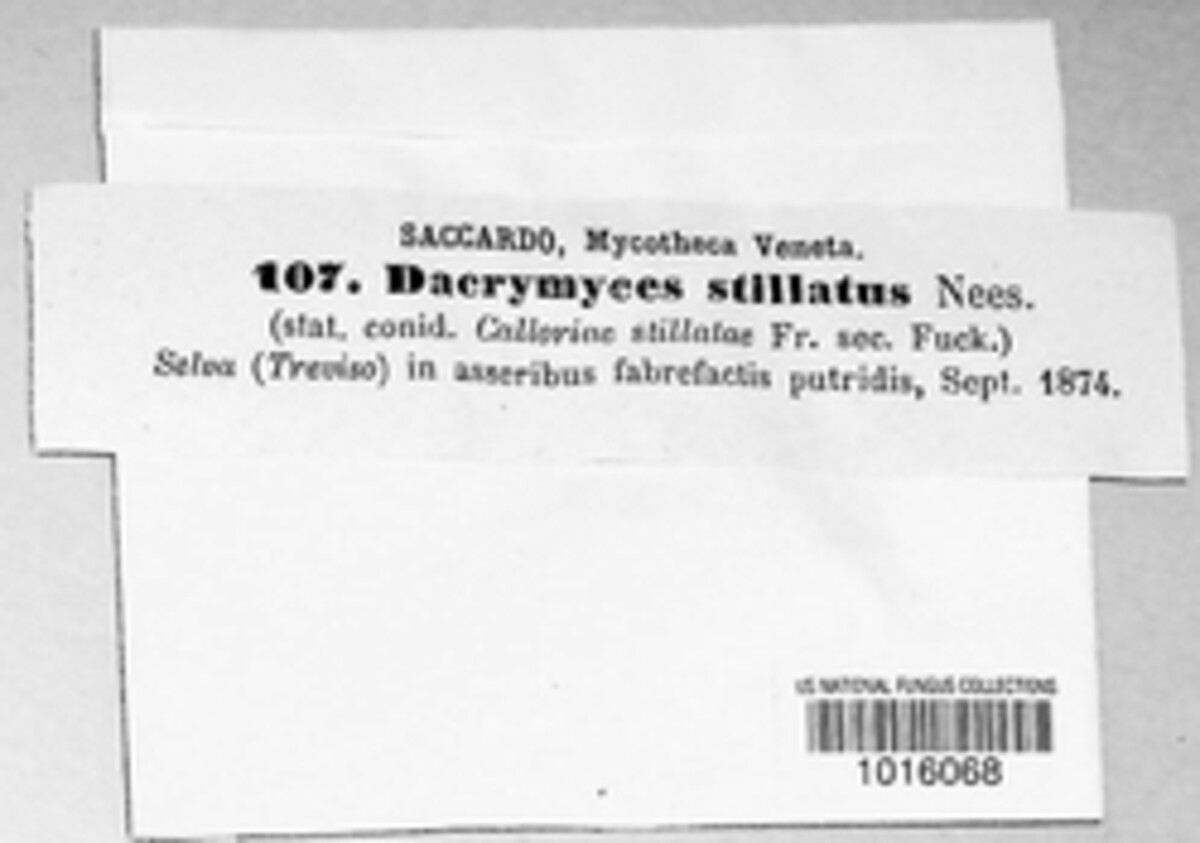 SACCARDO, Mycotheca Veneta.
107. Dacrymyces stillatus Nees.
(stat. conid. Callorine stillatae Fr. sec. Fuck.)
Selva (Treviso) in asseribus fabrefactis putridis, Sept. 1874.
US NATIONAL FUNGUS COLLECTIONS
1016068